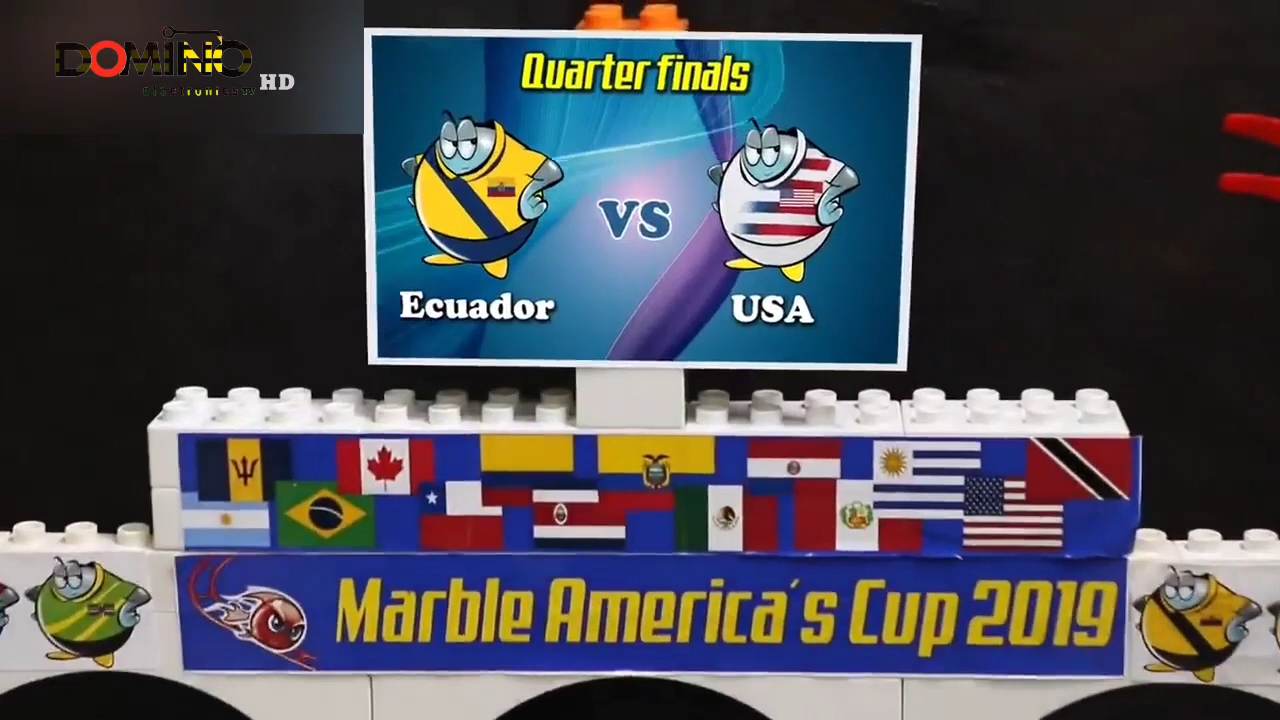 DOMINO
HD
Quarter finals
vs
Ecuador
USA
Marble America´s Cup 2019